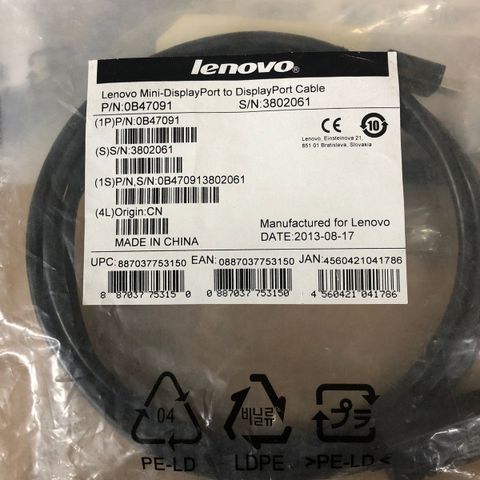 lenovo®
Lenovo Mini-DisplayPort to DisplayPort Cable
P/N:0B47091 S/N:3802061
(1P)P/N:0B47091
(S)S/N:3802061
(1S)P/N,S/N:0B470913802061
(4L)Origin:CN
MADE IN CHINA
CE 10
Lenovo, Einsteinova 21,
851 01 Bratislava, Slovakia
Manufactured for Lenovo
DATE:2013-08-17
UPC:887037753150 EAN:0887037753150 JAN:4560421041786
8 87037 75315 0 0 887037 753150 4 560421 041786
04 비닐류 プラ
PE-LD LDPE >PE-LD<